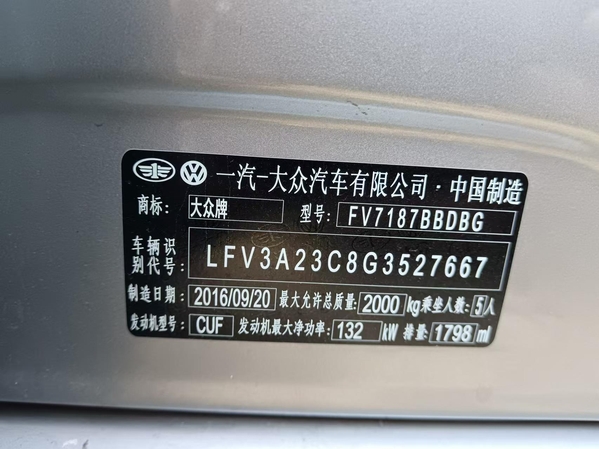 一汽-大众汽车有限公司·中国制造
商标: 大众牌 型号: FV7187BBDBG
车辆识
别代号: LFV3A23C8G3527667
制造日期: 2016/09/20 最大允许总质量: 2000 kg 乘坐人数: 5人
发动机型号: CUF 发动机最大净功率: 132 kW 排量: 1798 ml